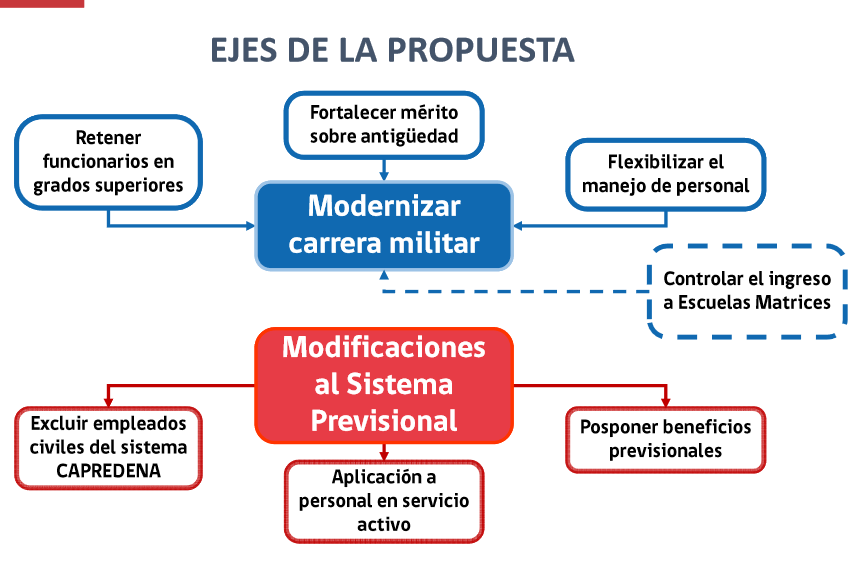 EJES DE LA PROPUESTA
Fortalecer mérito
sobre antigüedad
Retener
funcionarios en
grados superiores
Flexibilizar el
manejo de personal
Modernizar
carrera militar
Controlar el ingreso
a Escuelas Matrices
Modificaciones
al Sistema
Previsional
Excluir empleados
civiles del sistema
CAPREDENA
Posponer beneficios
previsionales
Aplicación a
personal en servicio
activo